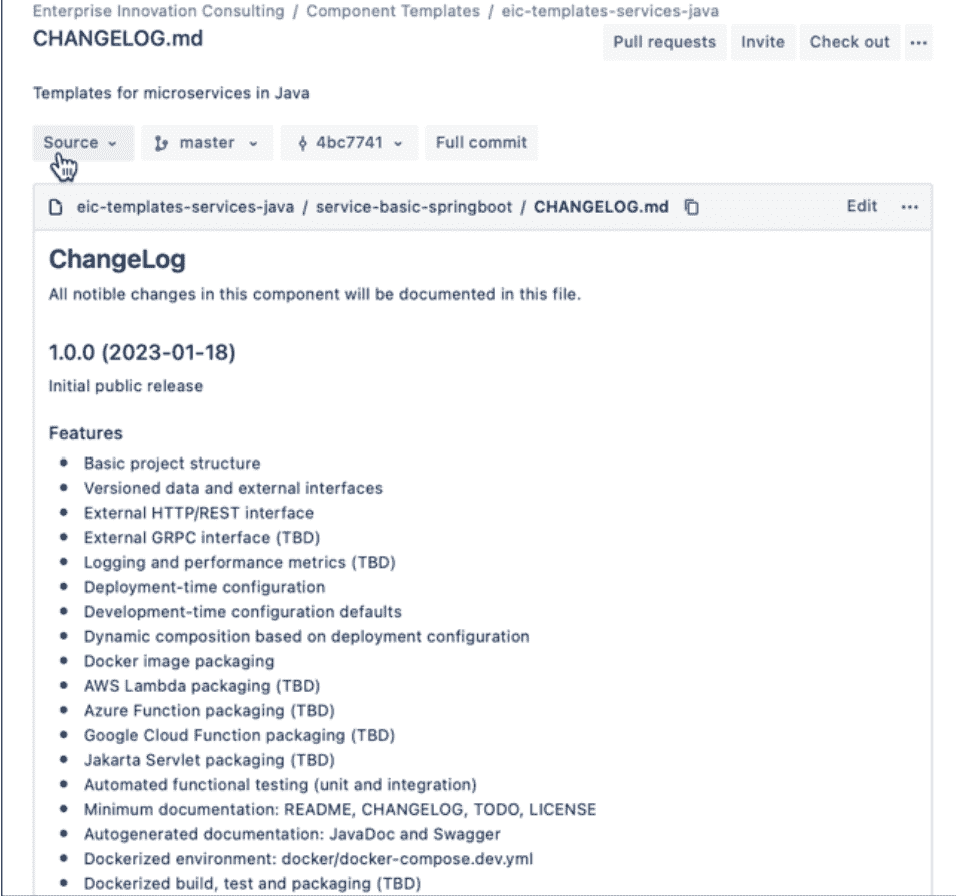 Enterprise Innovation Consulting / Component Templates / eic-templates-services-java
CHANGELOG.md
Pull requests Invite Check out ...
Templates for microservices in Java
Source master 4bc7741 Full commit
eic-templates-services-java / service-basic-springboot / CHANGELOG.md Edit ...
ChangeLog
All notible changes in this component will be documented in this file.
1.0.0 (2023-01-18)
Initial public release
Features
• Basic project structure
• Versioned data and external interfaces
• External HTTP/REST interface
• External GRPC interface (TBD)
• Logging and performance metrics (TBD)
• Deployment-time configuration
• Development-time configuration defaults
• Dynamic composition based on deployment configuration
• Docker image packaging
• AWS Lambda packaging (TBD)
• Azure Function packaging (TBD)
• Google Cloud Function packaging (TBD)
• Jakarta Servlet packaging (TBD)
• Automated functional testing (unit and integration)
• Minimum documentation: README, CHANGELOG, TODO, LICENSE
• Autogenerated documentation: JavaDoc and Swagger
• Dockerized environment: docker/docker-compose.dev.yml
• Dockerized build, test and packaging (TBD)